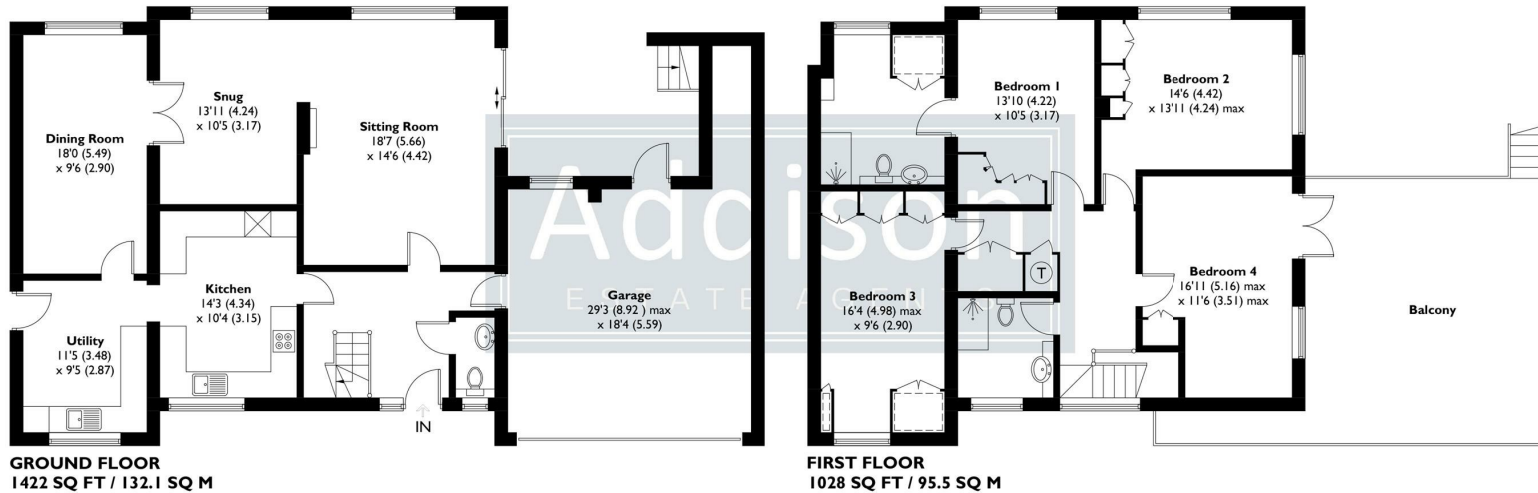 Dining Room
18'0 (5.49)
x 9'6 (2.90)
Snug
13'11 (4.24)
x 10'5 (3.17)
Sitting Room
18'7 (5.66)
x 14'6 (4.42)
Kitchen
14'3 (4.34)
x 10'4 (3.15)
Utility
11'5 (3.48)
x 9'5 (2.87)
IN
Garage
29'3 (8.92 ) max
x 18'4 (5.59)
GROUND FLOOR
1422 SQ FT / 132.1 SQ M
Addison
ESTATE AGENTS
Bedroom 1
13'10 (4.22)
x 10'5 (3.17)
Bedroom 2
14'6 (4.42)
x 13'11 (4.24) max
Bedroom 3
16'4 (4.98) max
x 9'6 (2.90)
T
Bedroom 4
16'11 (5.16) max
x 11'6 (3.51) max
Balcony
FIRST FLOOR
1028 SQ FT / 95.5 SQ M